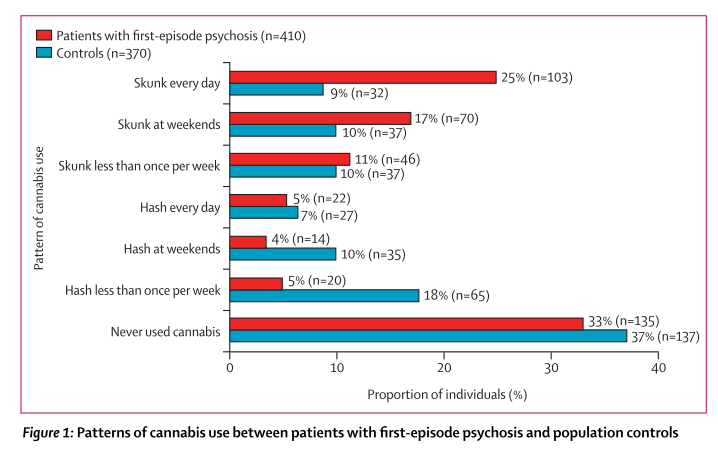 Patients with first-episode psychosis (n=410)
Controls (n=370)
Pattern of cannabis use
Skunk every day
25% (n=103)
9% (n=32)
Skunk at weekends
17% (n=70)
10% (n=37)
Skunk less than once per week
11% (n=46)
10% (n=37)
Hash every day
5% (n=22)
7% (n=27)
Hash at weekends
4% (n=14)
10% (n=35)
Hash less than once per week
5% (n=20)
18% (n=65)
Never used cannabis
33% (n=135)
37% (n=137)
0 10 20 30 40
Proportion of individuals (%)
Figure 1: Patterns of cannabis use between patients with first-episode psychosis and population controls